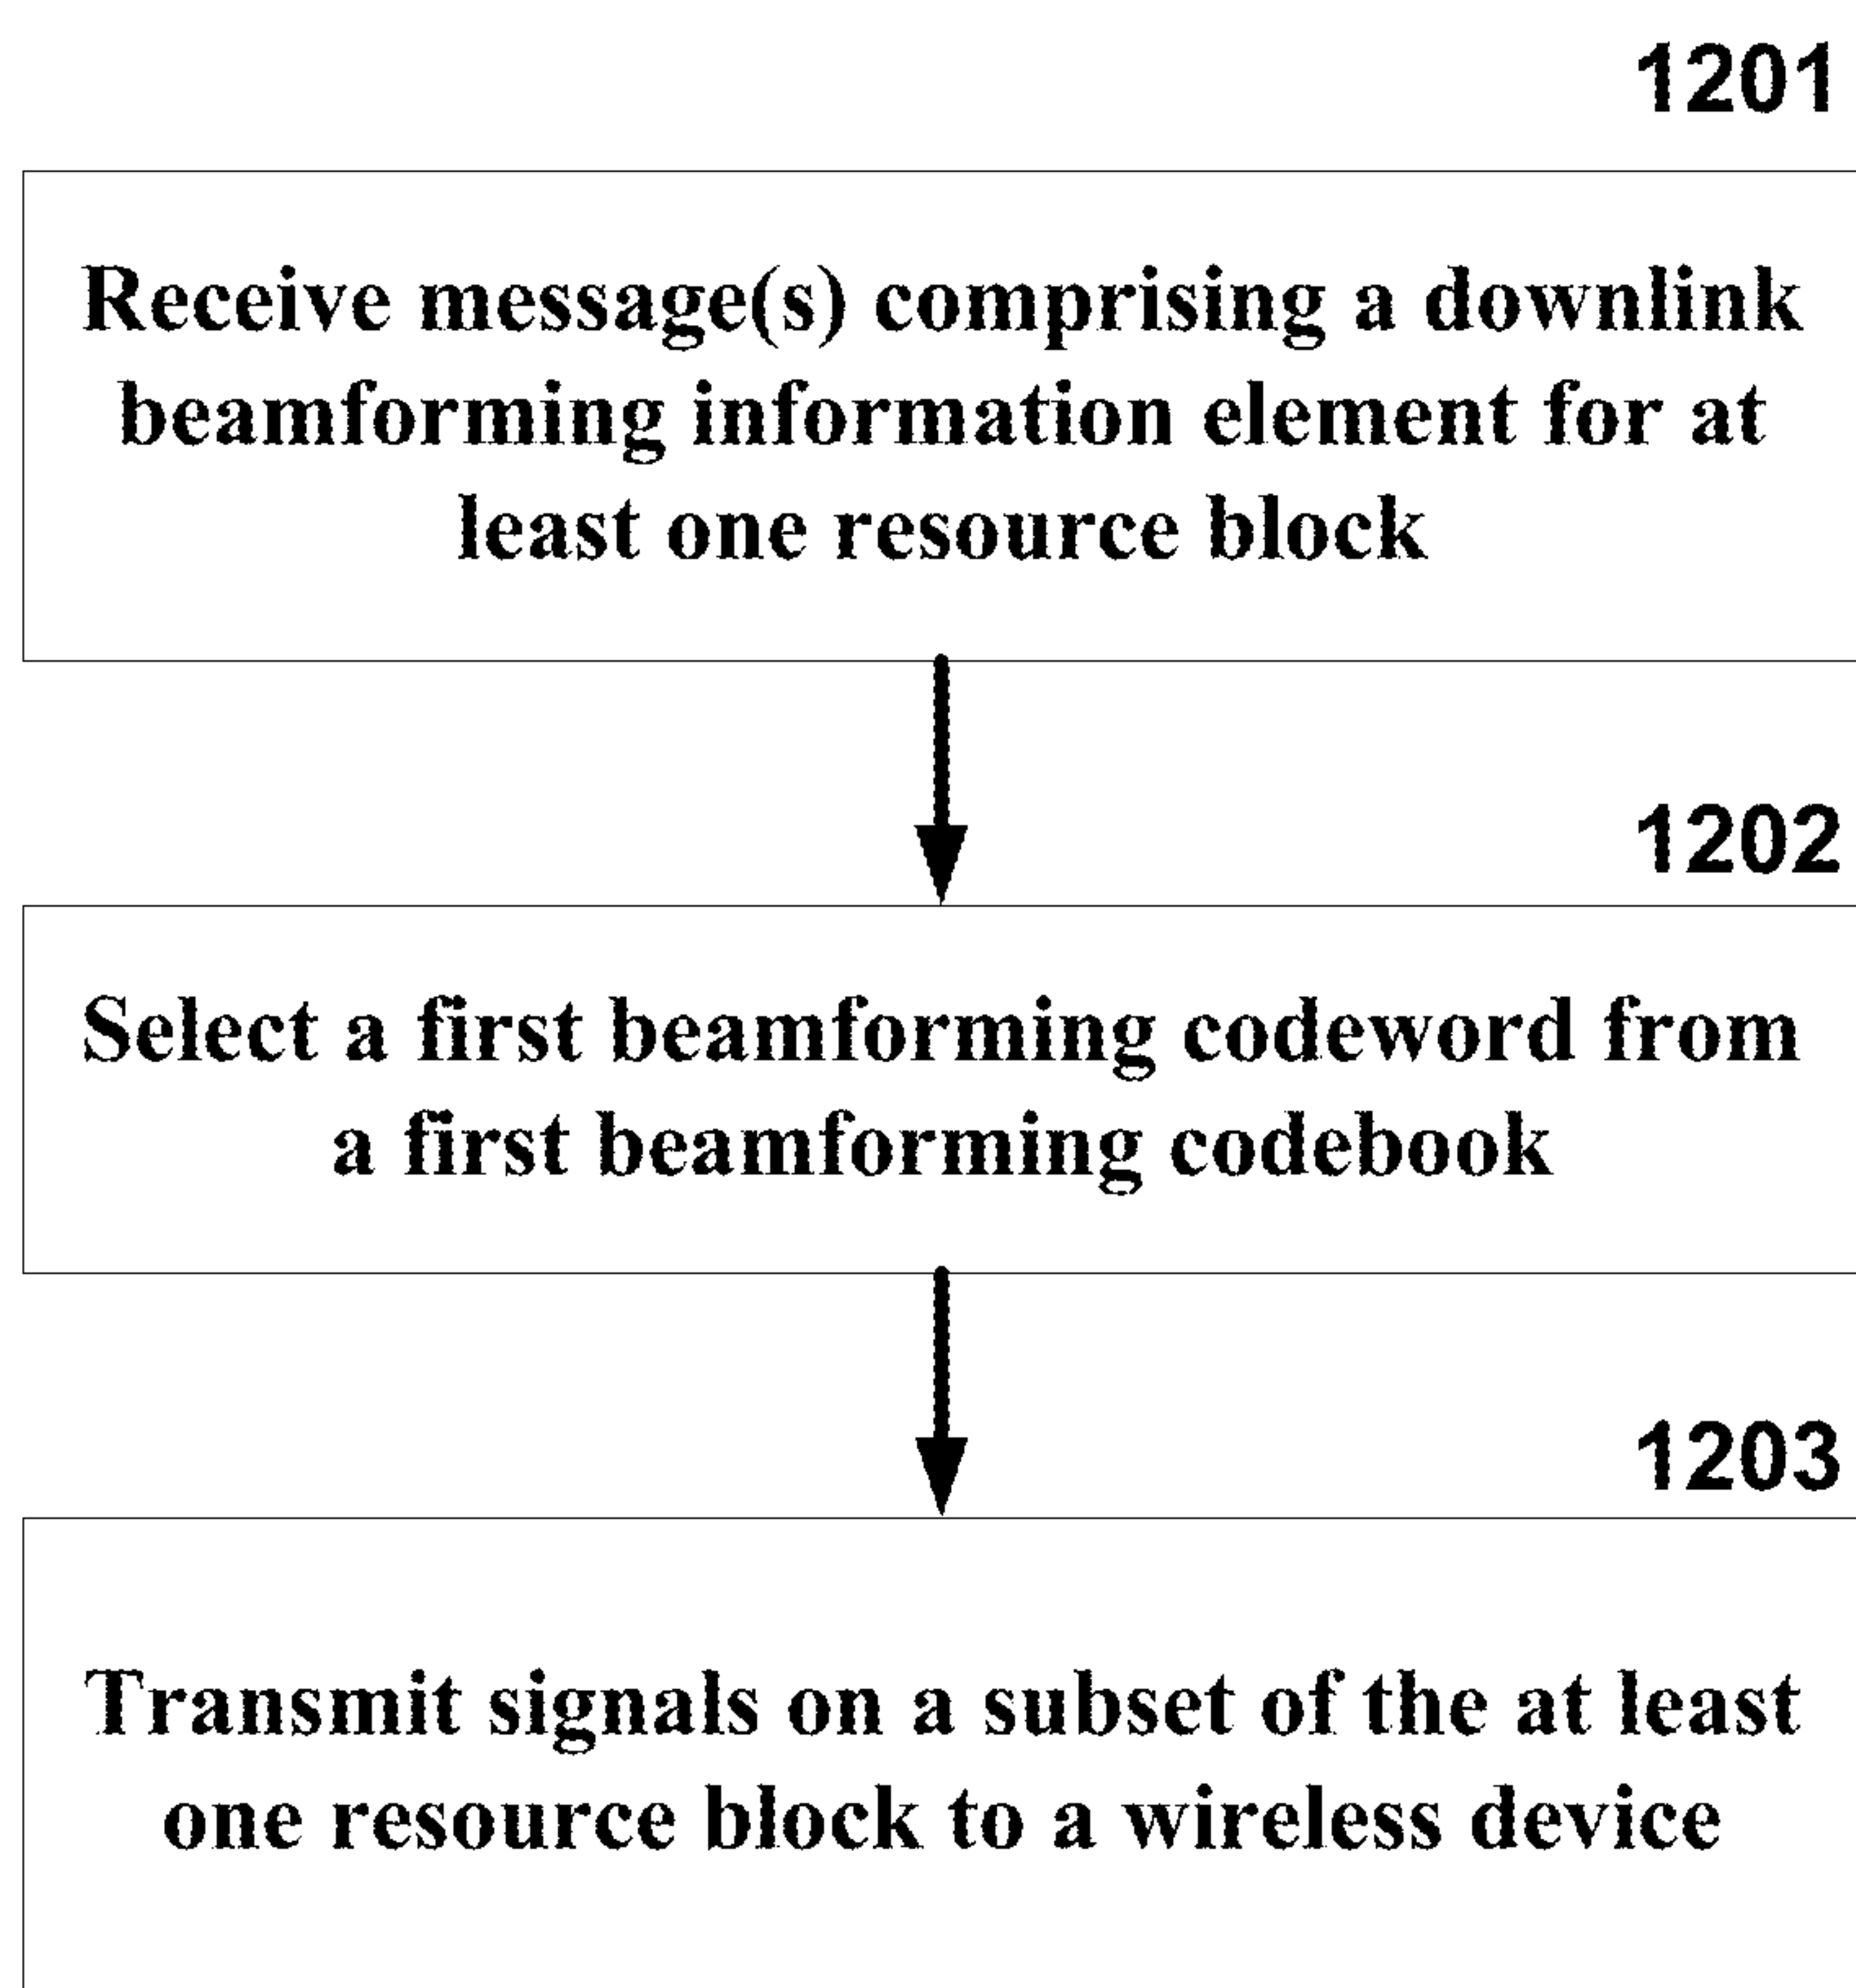 1201
Receive message(s) comprising a downlink
beamforming information element for at
least one resource block
1202
Select a first beamforming codeword from
a first beamforming codebook
1203
Transmit signals on a subset of the at least
one resource block to a wireless device